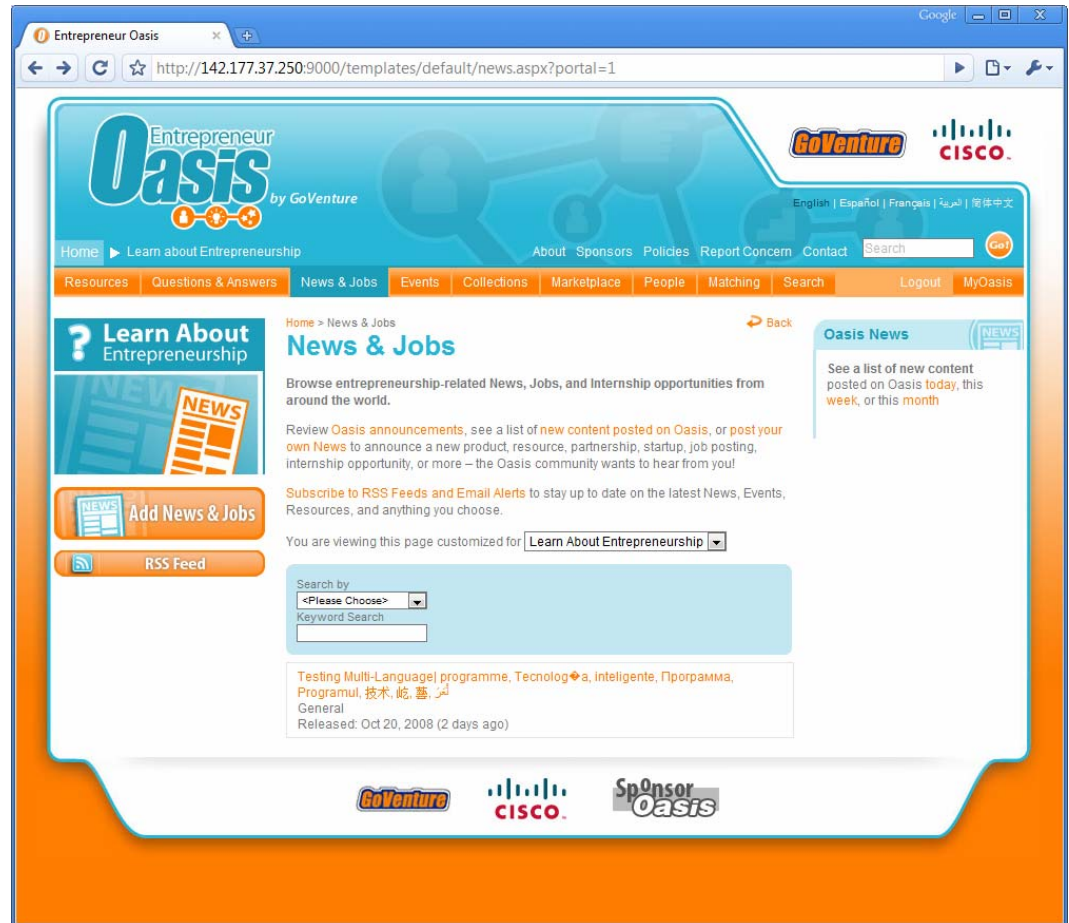 Google
Entrepreneur Oasis
http://142.177.37.250:9000/templates/default/news.aspx?portal=1
Entrepreneur
Oasis
by GoVenture
GoVenture
CISCO
English | Español | Français | العربية | 简体中文
Home ▶ Learn about Entrepreneurship
About Sponsors Policies Report Concern Contact Search Go!
Resources Questions & Answers News & Jobs Events Collections Marketplace People Matching Search Logout MyOasis
? Learn About
Entrepreneurship
NEWS
NEWS
NEWS
Add News & Jobs
RSS Feed
Home > News & Jobs
Back
News & Jobs
Browse entrepreneurship-related News, Jobs, and Internship opportunities from
around the world.
Review Oasis announcements, see a list of new content posted on Oasis, or post your
own News to announce a new product, resource, partnership, startup, job posting,
internship opportunity, or more – the Oasis community wants to hear from you!
Subscribe to RSS Feeds and Email Alerts to stay up to date on the latest News, Events,
Resources, and anything you choose.
You are viewing this page customized for Learn About Entrepreneurship
Search by
<Please Choose>
Keyword Search
Testing Multi-Language| programme, Tecnolog�a, inteligente, Программа,
Programul, 技术, 屹, 藝,
General
Released: Oct 20, 2008 (2 days ago)
Oasis News
NEWS
See a list of new content
posted on Oasis today, this
week, or this month
GoVenture
CISCO
Sponsor
Oasis